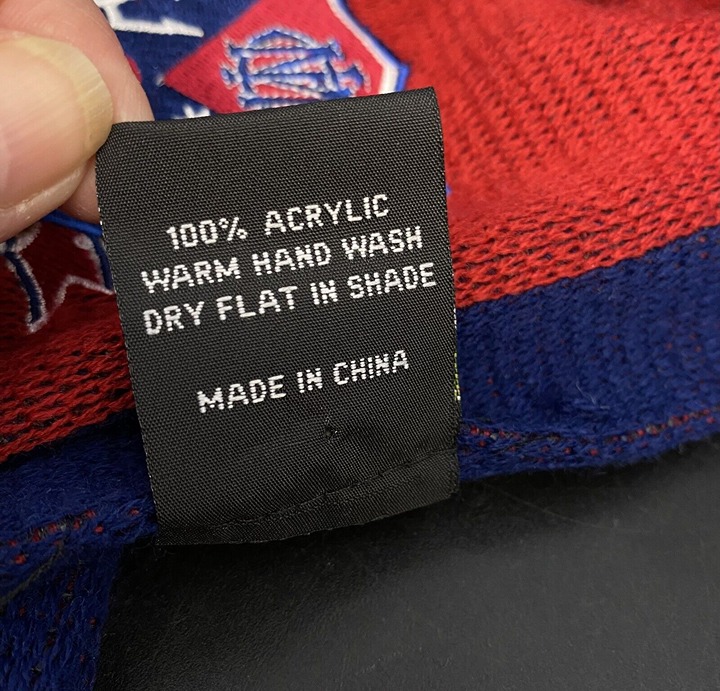 100% ACRYLIC
WARM HAND WASH
DRY FLAT IN SHADE
MADE IN CHINA